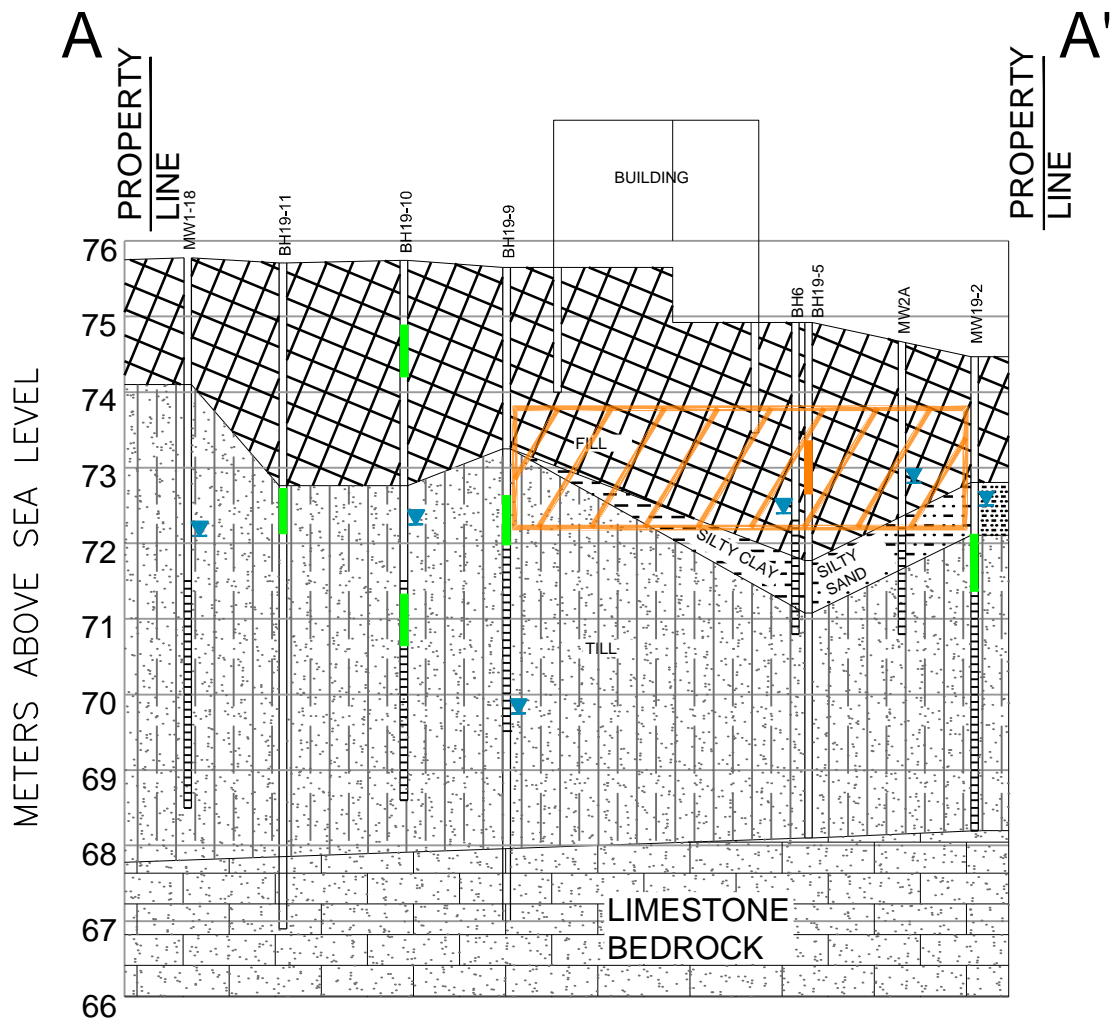 A
A'
PROPERTY
LINE
PROPERTY
LINE
BUILDING
MW1-18
BH19-11
BH19-10
BH19-9
BH6
BH19-5
MW2A
MW19-2
METERS ABOVE SEA LEVEL
76
75
74
73
72
71
70
69
68
67
66
FILL
SILTY CLAY
SILTY
SAND
TILL
LIMESTONE
BEDROCK